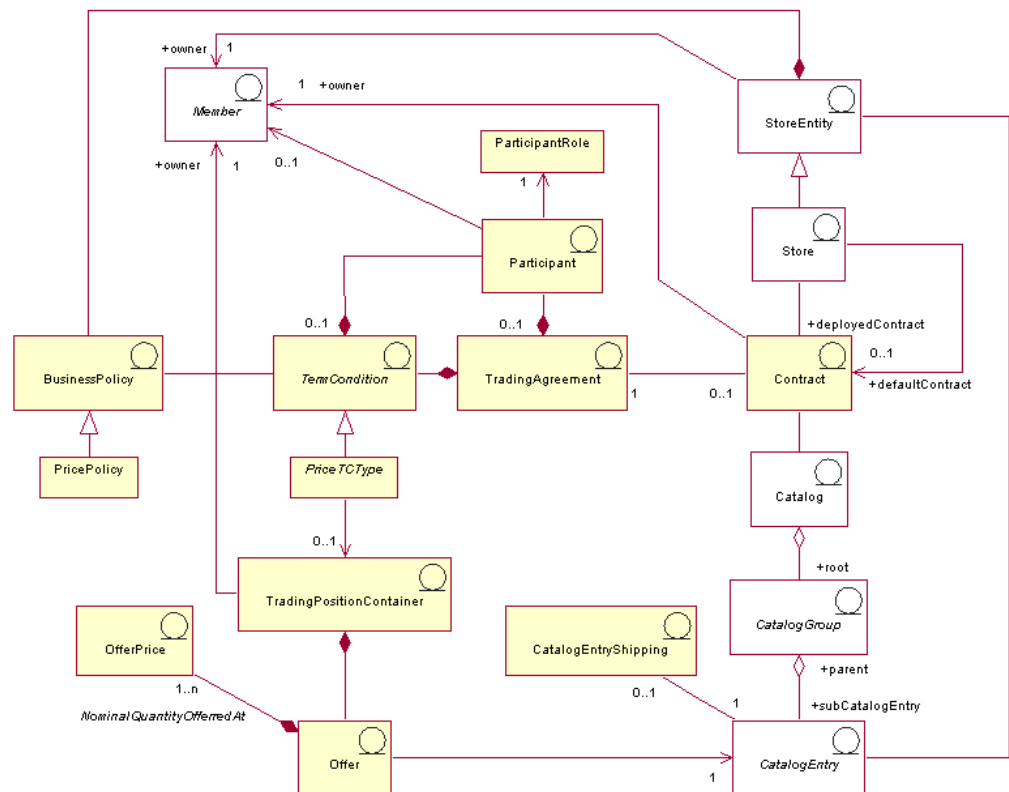 +owner
1
Member
1
+owner
StoreEntity
+owner
1
0..1
ParticipantRole
1
Store
Participant
+deployedContract
0..1
0..1
0..1
BusinessPolicy
TermCondition
TradingAgreement
Contract
+defaultContract
1
0..1
PricePolicy
PriceTCType
Catalog
0..1
+root
TradingPositionContainer
OfferPrice
CatalogEntryShipping
CatalogGroup
+parent
1..n
0..1
1
NominalQuantityOfferredAt
+subCatalogEntry
Offer
1
CatalogEntry